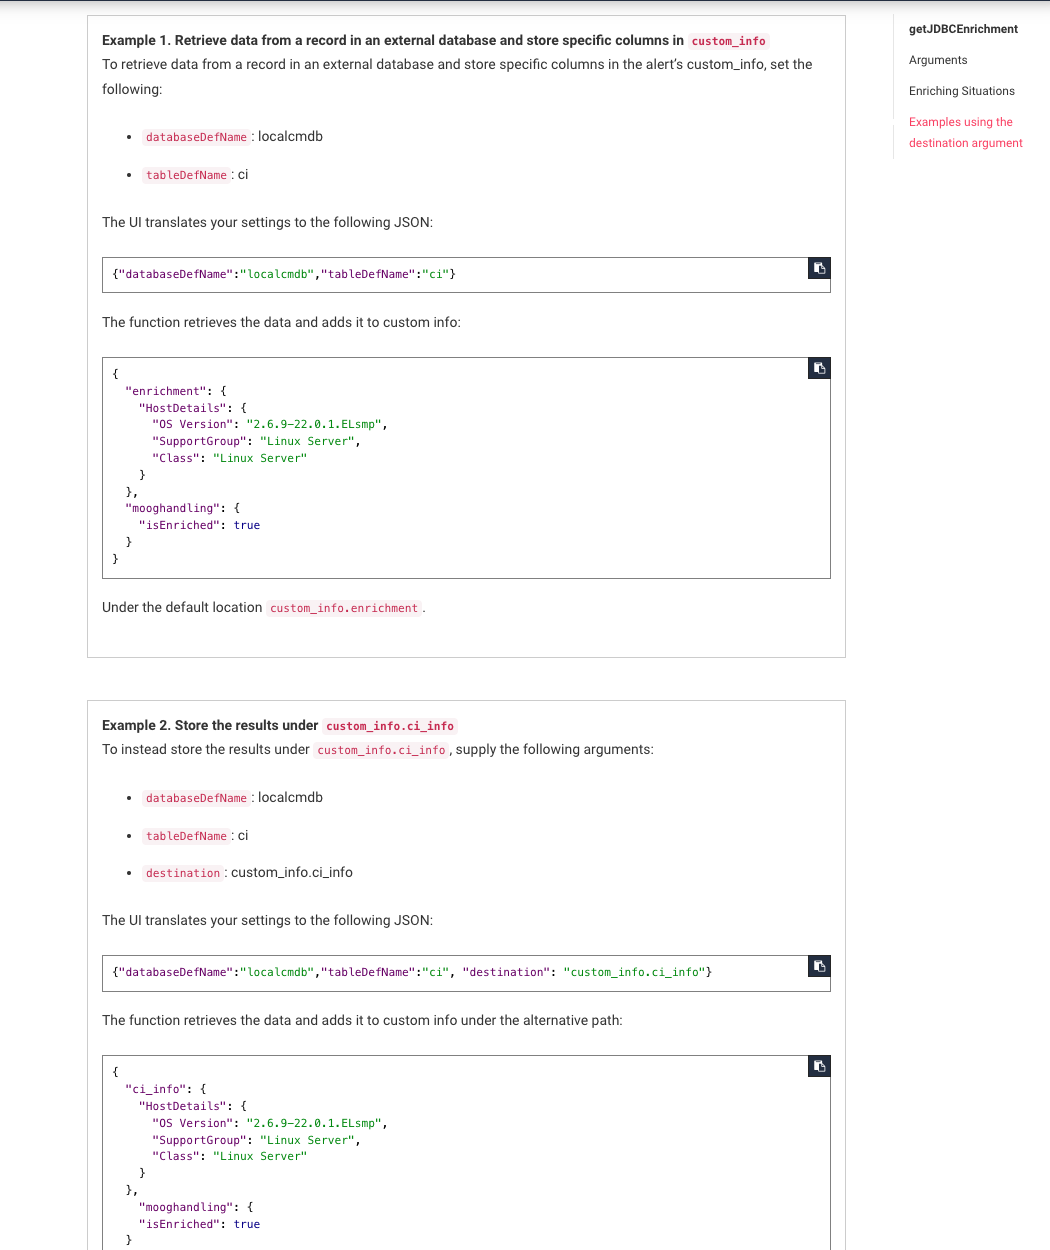 Example 1. Retrieve data from a record in an external database and store specific columns in custom_info
To retrieve data from a record in an external database and store specific columns in the alert’s custom_info, set the
following:
• databaseDefName : localcmdb
• tableDefName : ci
The UI translates your settings to the following JSON:
{"databaseDefName":"localcmdb","tableDefName":"ci"}
The function retrieves the data and adds it to custom info:
{
  "enrichment": {
    "HostDetails": {
      "OS Version": "2.6.9-22.0.1.ELsmp",
      "SupportGroup": "Linux Server",
      "Class": "Linux Server"
    }
  },
  "mooghandling": {
    "isEnriched": true
  }
}
Under the default location custom_info.enrichment .
Example 2. Store the results under custom_info.ci_info
To instead store the results under custom_info.ci_info , supply the following arguments:
• databaseDefName : localcmdb
• tableDefName : ci
• destination : custom_info.ci_info
The UI translates your settings to the following JSON:
{"databaseDefName":"localcmdb","tableDefName":"ci", "destination": "custom_info.ci_info"}
The function retrieves the data and adds it to custom info under the alternative path:
{
  "ci_info": {
    "HostDetails": {
      "OS Version": "2.6.9-22.0.1.ELsmp",
      "SupportGroup": "Linux Server",
      "Class": "Linux Server"
    }
  },
    "mooghandling": {
    "isEnriched": true
  }
getJDBCEnrichment
Arguments
Enriching Situations
Examples using the
destination argument